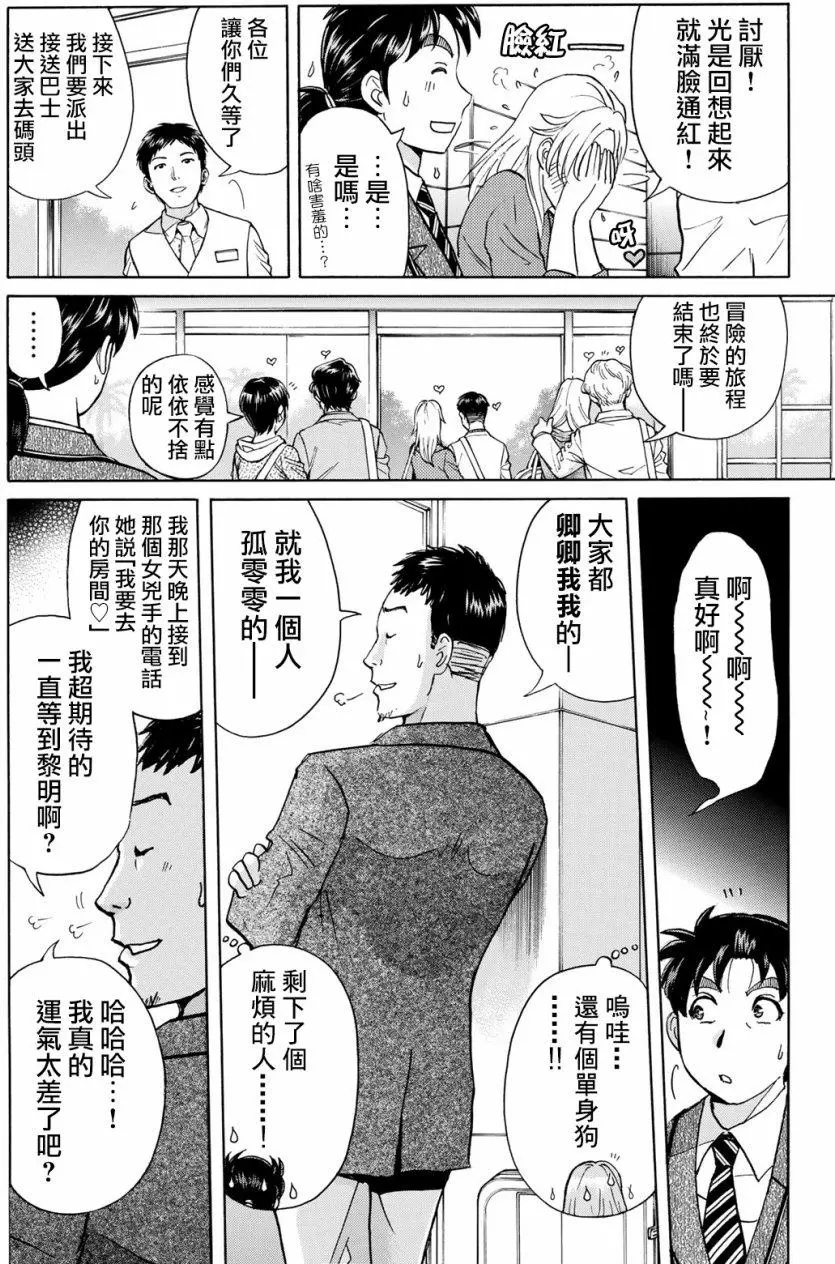 討厭！
光是回想起來
就滿臉通紅！
臉紅──
呀♥
…是…
是嗎…
有啥害羞的…？
各位
讓你們久等了
接下來
我們要派出
接送巴士
送大家去碼頭
冒險的旅程
也終於要
結束了嗎──
感覺有點
依依不捨
的呢
……
啊～～啊～～
真好啊～～～！
大家都
卿卿我我的──
就我一個人
孤零零的──
嗚哇…
還有個單身狗
……!!
剩下了個
麻煩的人……！
我那天晚上接到
那個女兇手的電話
她說「我要去
你的房間♡」
我超期待的
一直等到黎明啊？
哈哈哈…！
我真的
運氣太差了吧？